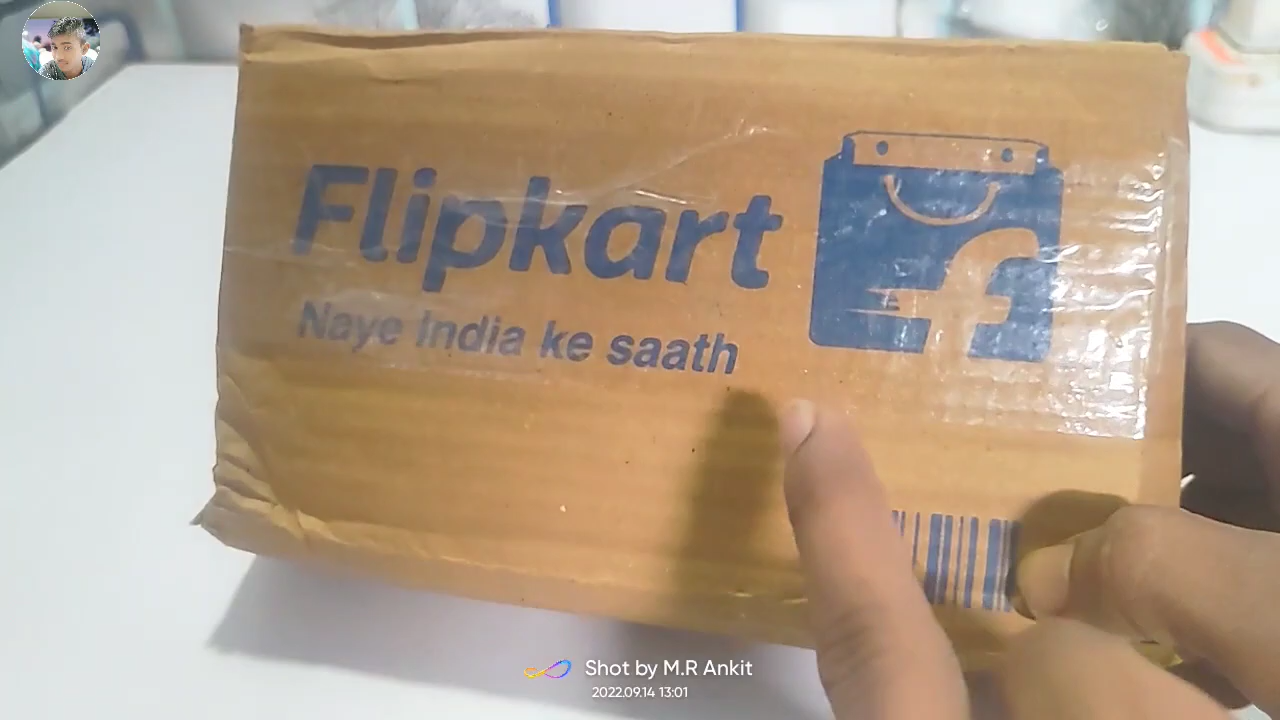 Flipkart
Naye India ke saath
f
Shot by M.R Ankit
2022.09.14 13:01